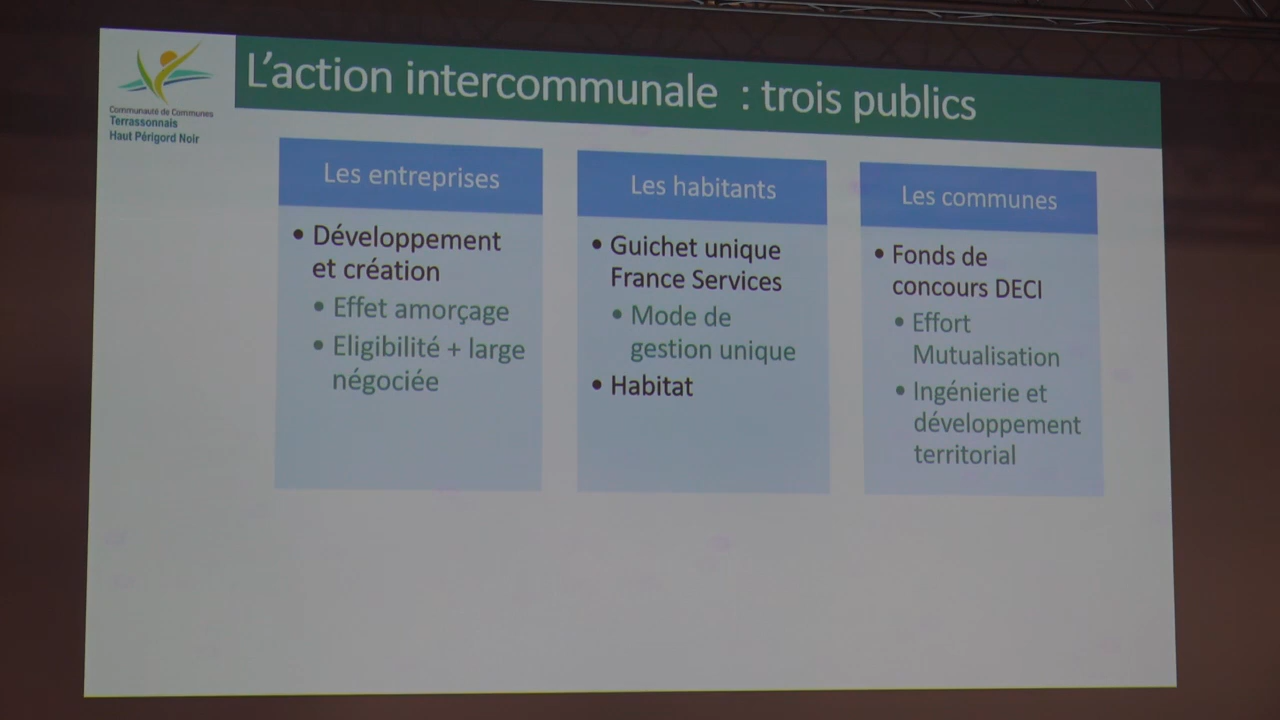 L'action intercommunale : trois publics
Communauté de Communes
Terrassonnais
Haut Périgord Noir
Les entreprises
• Développement
et création
• Effet amorçage
• Eligibilité + large
négociée
Les habitants
• Guichet unique
France Services
• Mode de
gestion unique
• Habitat
Les communes
• Fonds de
concours DECI
• Effort
Mutualisation
• Ingénierie et
développement
territorial